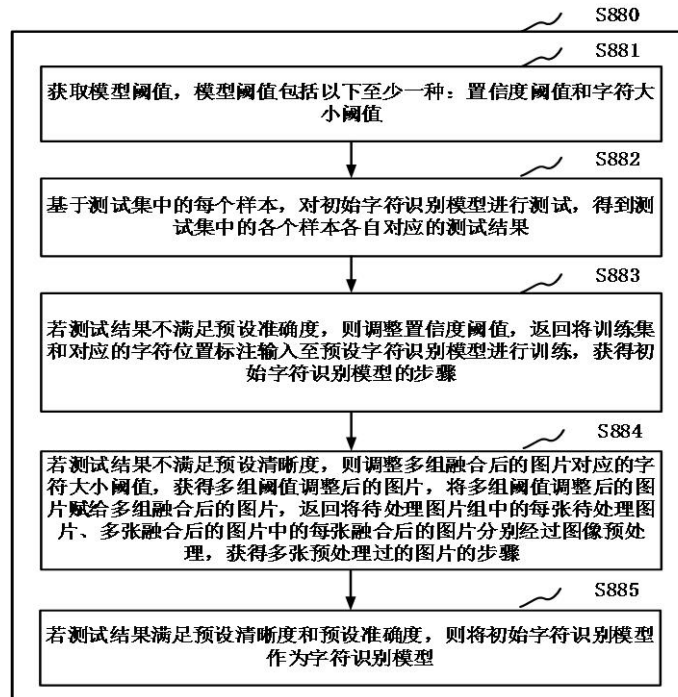 S880
S881
获取模型阈值，模型阈值包括以下至少一种：置信度阈值和字符大
小阈值
S882
基于测试集中的每个样本，对初始字符识别模型进行测试，得到测
试集中的各个样本各自对应的测试结果
S883
若测试结果不满足预设准确度，则调整置信度阈值，返回将训练集
和对应的字符位置标注输入至预设字符识别模型进行训练，获得初
始字符识别模型的步骤
S884
若测试结果不满足预设清晰度，则调整多组融合后的图片对应的字
符大小阈值，获得多组阈值调整后的图片，将多组阈值调整后的图
片赋给多组融合后的图片，返回将待处理图片组中的每张待处理图
片、多张融合后的图片中的每张融合后的图片分别经过图像预处
理，获得多张预处理过的图片的步骤
S885
若测试结果满足预设清晰度和预设准确度，则将初始字符识别模型
作为字符识别模型